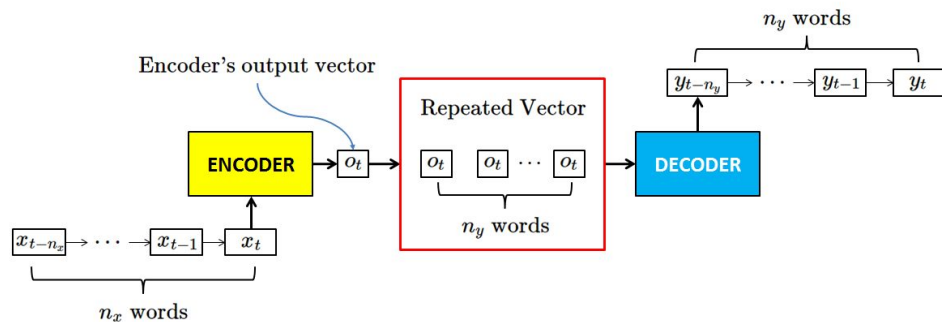 n_y words
Encoder's output vector
y_{t-n_y} ⋯ y_{t-1} y_t
Repeated Vector
ENCODER o_t o_t o_t ⋯ o_t DECODER
n_y words
x_{t-n_x} ⋯ x_{t-1} x_t
n_x words